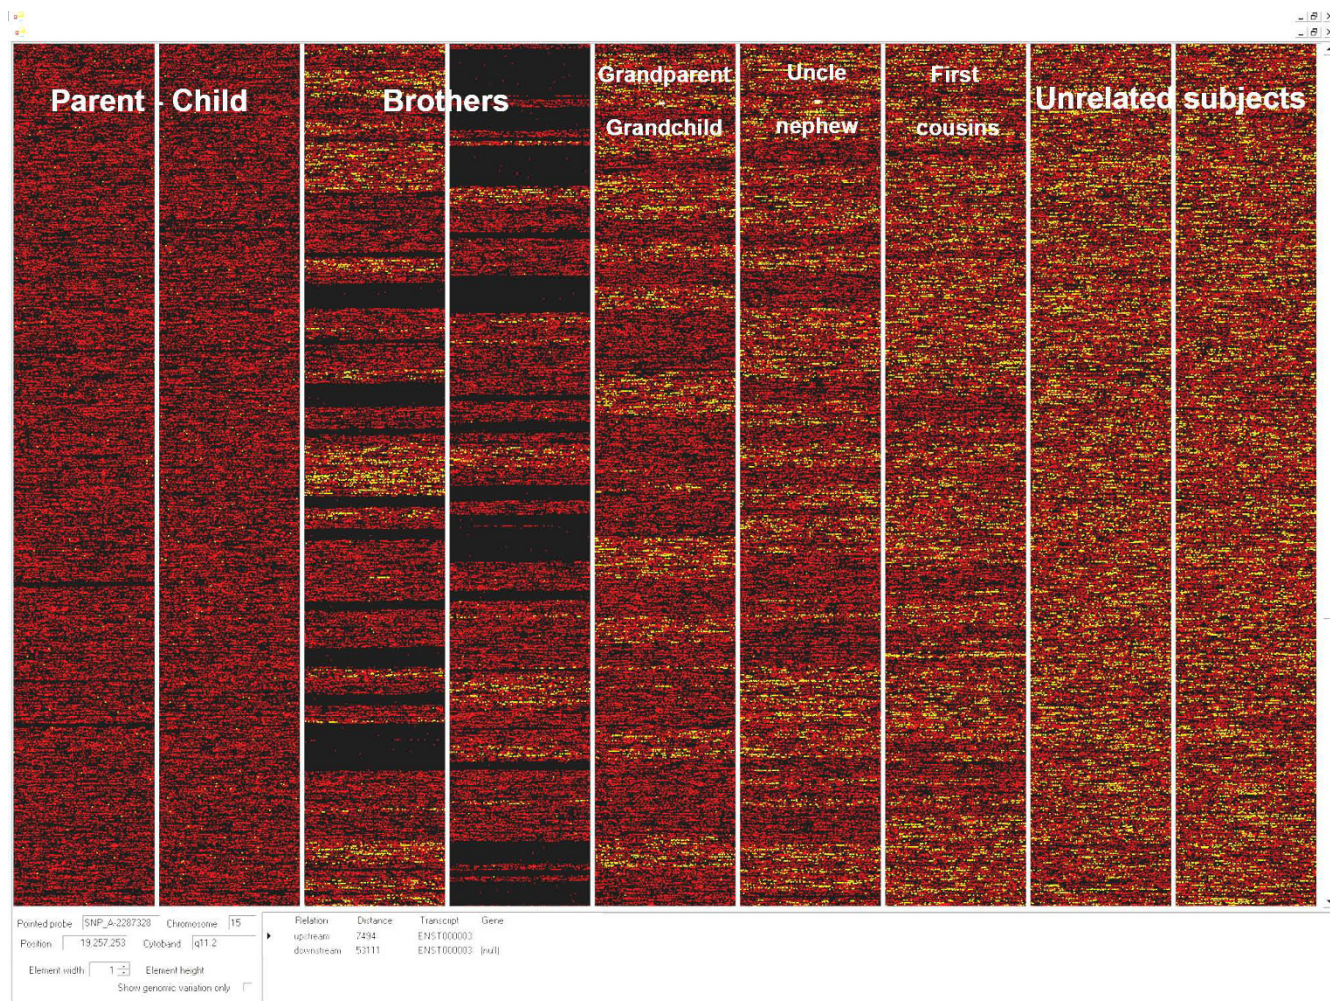 Parent - Child
Brothers
Grandparent
-
Grandchild
Uncle
-
nephew
First
cousins
Unrelated subjects
Pointed probe SNP_A-2287328 Chromosome 15
Position 19,257,253 Cytoband q11.2
Element width 1 Element height
Show genomic variation only
Relation Distance Transcript Gene
upstream 7494 ENST000003
downstream 53111 ENST000003 (null)